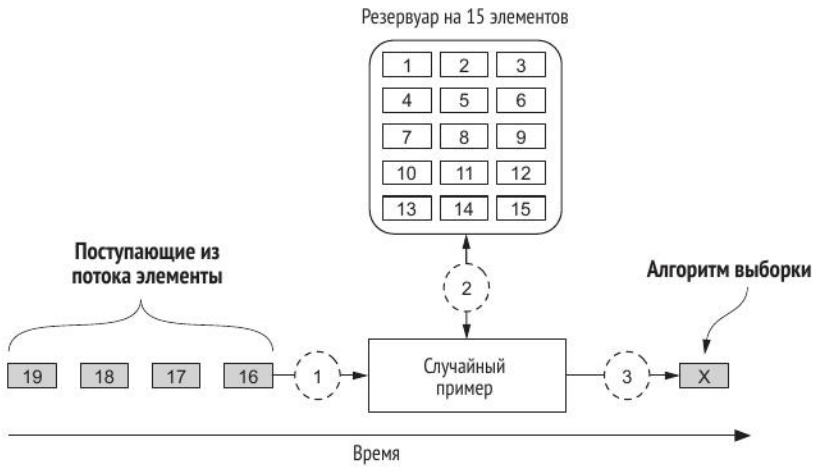 Резервуар на 15 элементов
1 2 3
4 5 6
7 8 9
10 11 12
13 14 15
Поступающие из
потока элементы
2
Алгоритм выборки
19 18 17 16 1
Случайный
пример
3 X
Время